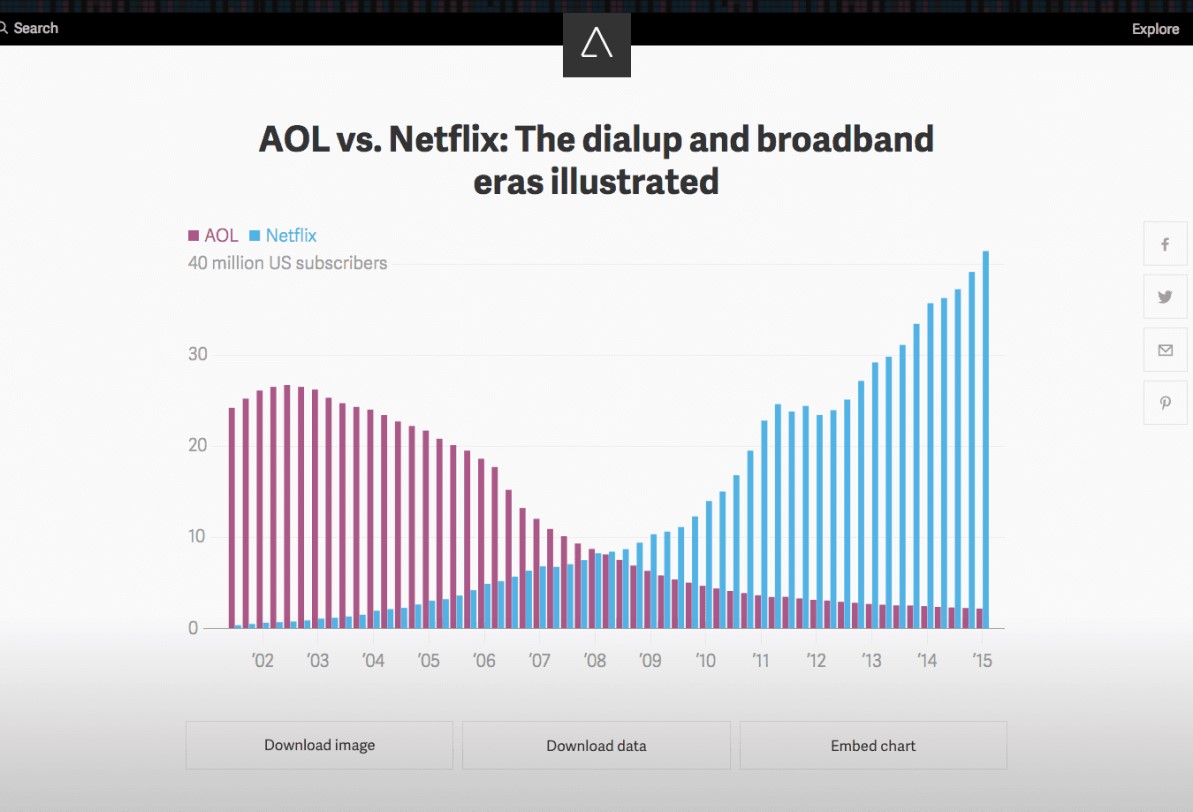 Search
Explore
AOL vs. Netflix: The dialup and broadband
eras illustrated
AOL Netflix
40 million US subscribers
30
20
10
0
’02 ’03 ’04 ’05 ’06 ’07 ’08 ’09 ’10 ’11 ’12 ’13 ’14 ’15
Download image
Download data
Embed chart